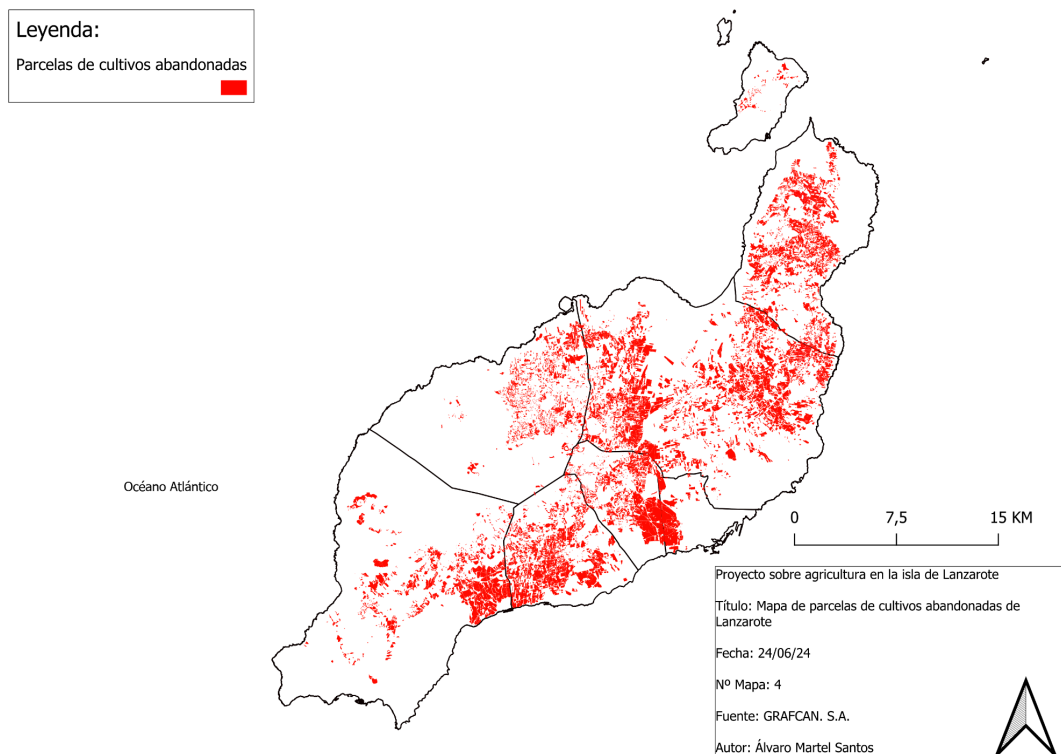 Leyenda:
Parcelas de cultivos abandonadas
Océano Atlántico
0 7,5 15 KM
Proyecto sobre agricultura en la isla de Lanzarote
Título: Mapa de parcelas de cultivos abandonadas de
Lanzarote
Fecha: 24/06/24
Nº Mapa: 4
Fuente: GRAFCAN. S.A.
Autor: Álvaro Martel Santos